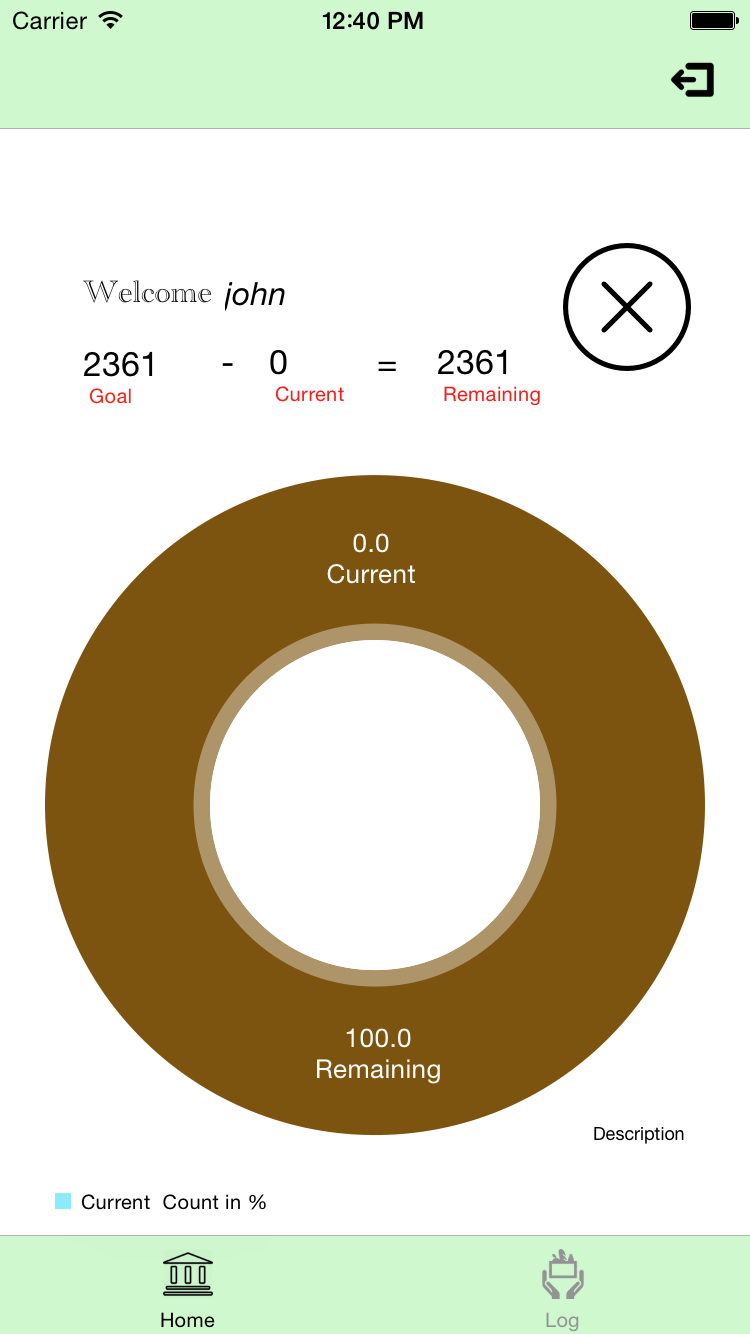 Carrier 12:40 PM
Welcome john
2361 - 0 = 2361
Goal Current Remaining
0.0
Current
100.0
Remaining
Description
Current Count in %
Home Log